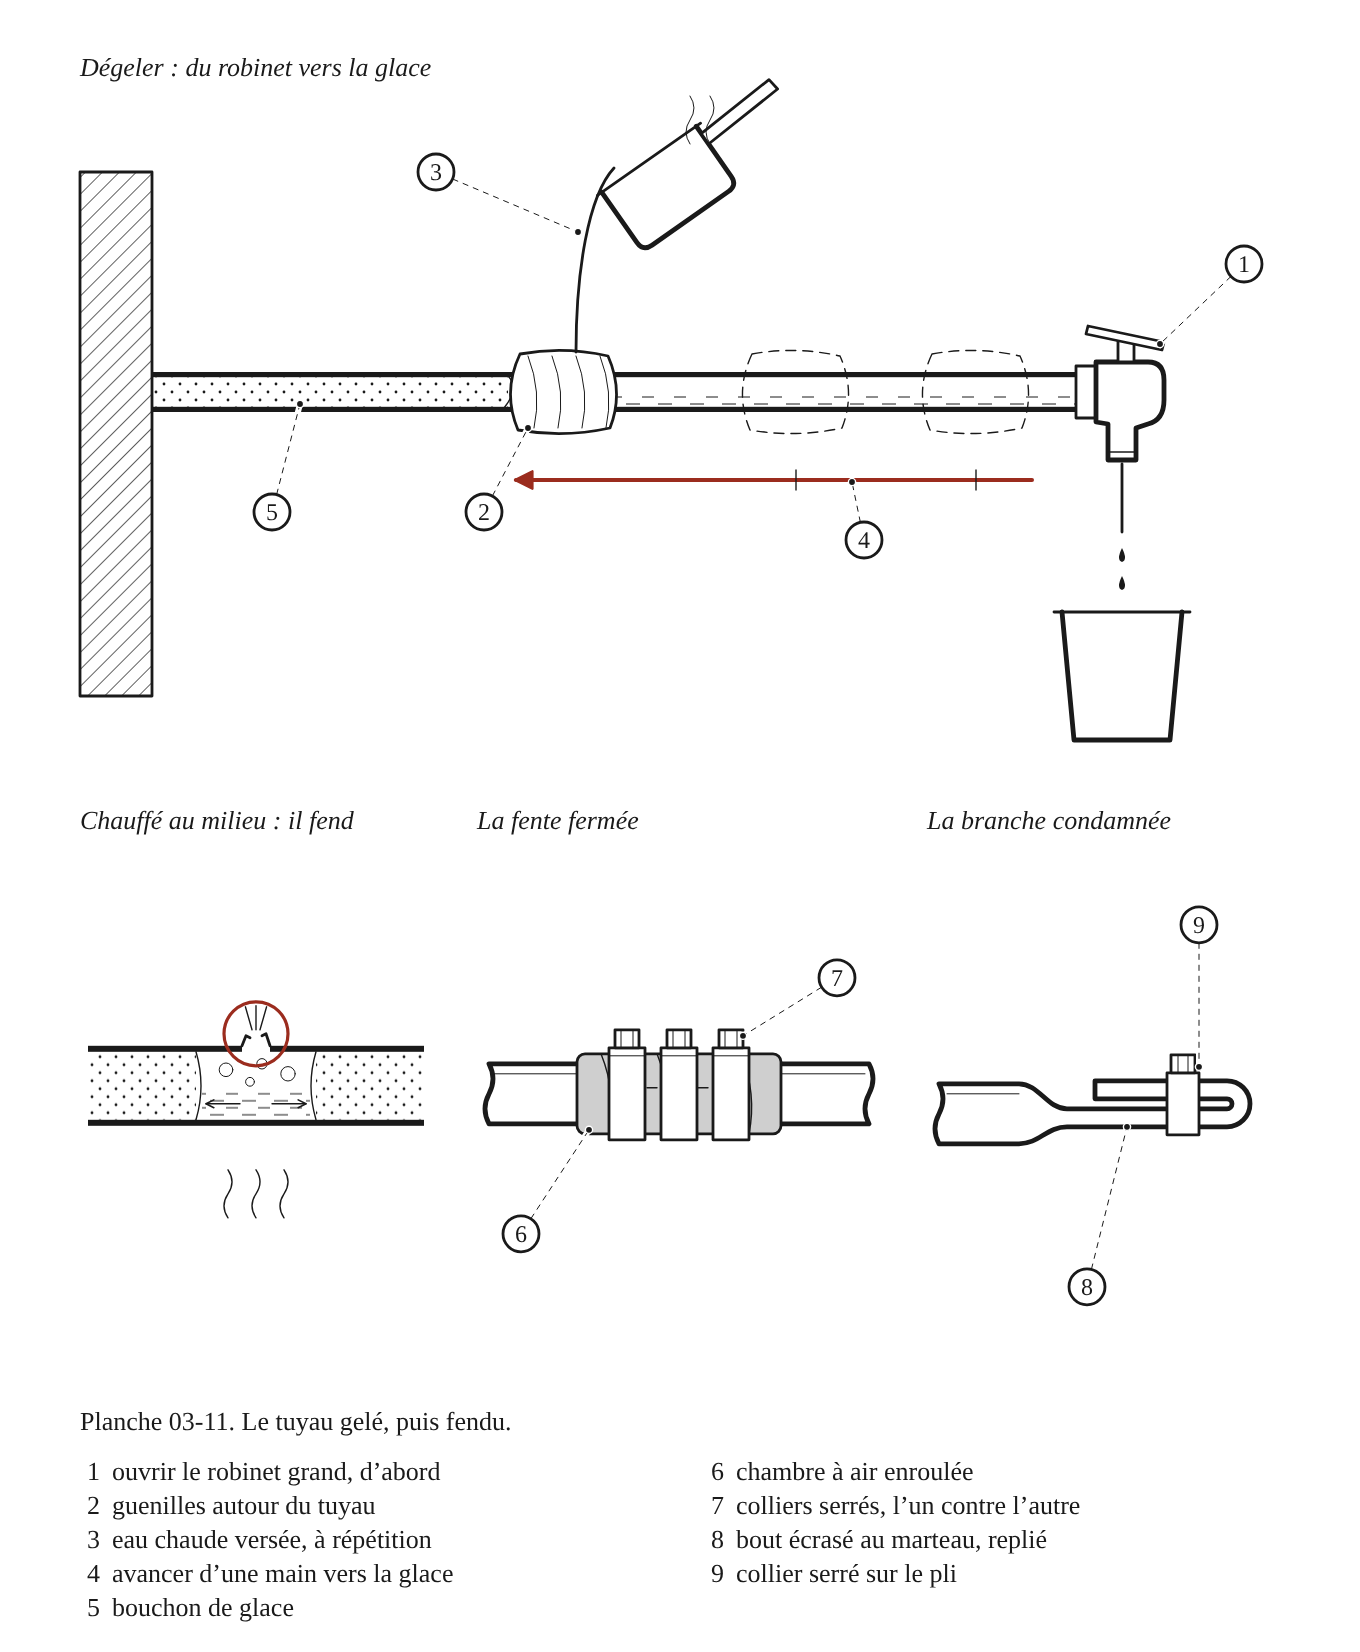 Dégeler : du robinet vers la glace
3
1
5
2
4
Chauffé au milieu : il fend
La fente fermée
La branche condamnée
9
7
6
8
Planche 03-11. Le tuyau gelé, puis fendu.
1 ouvrir le robinet grand, d’abord
2 guenilles autour du tuyau
3 eau chaude versée, à répétition
4 avancer d’une main vers la glace
5 bouchon de glace
6 chambre à air enroulée
7 colliers serrés, l’un contre l’autre
8 bout écrasé au marteau, replié
9 collier serré sur le pli